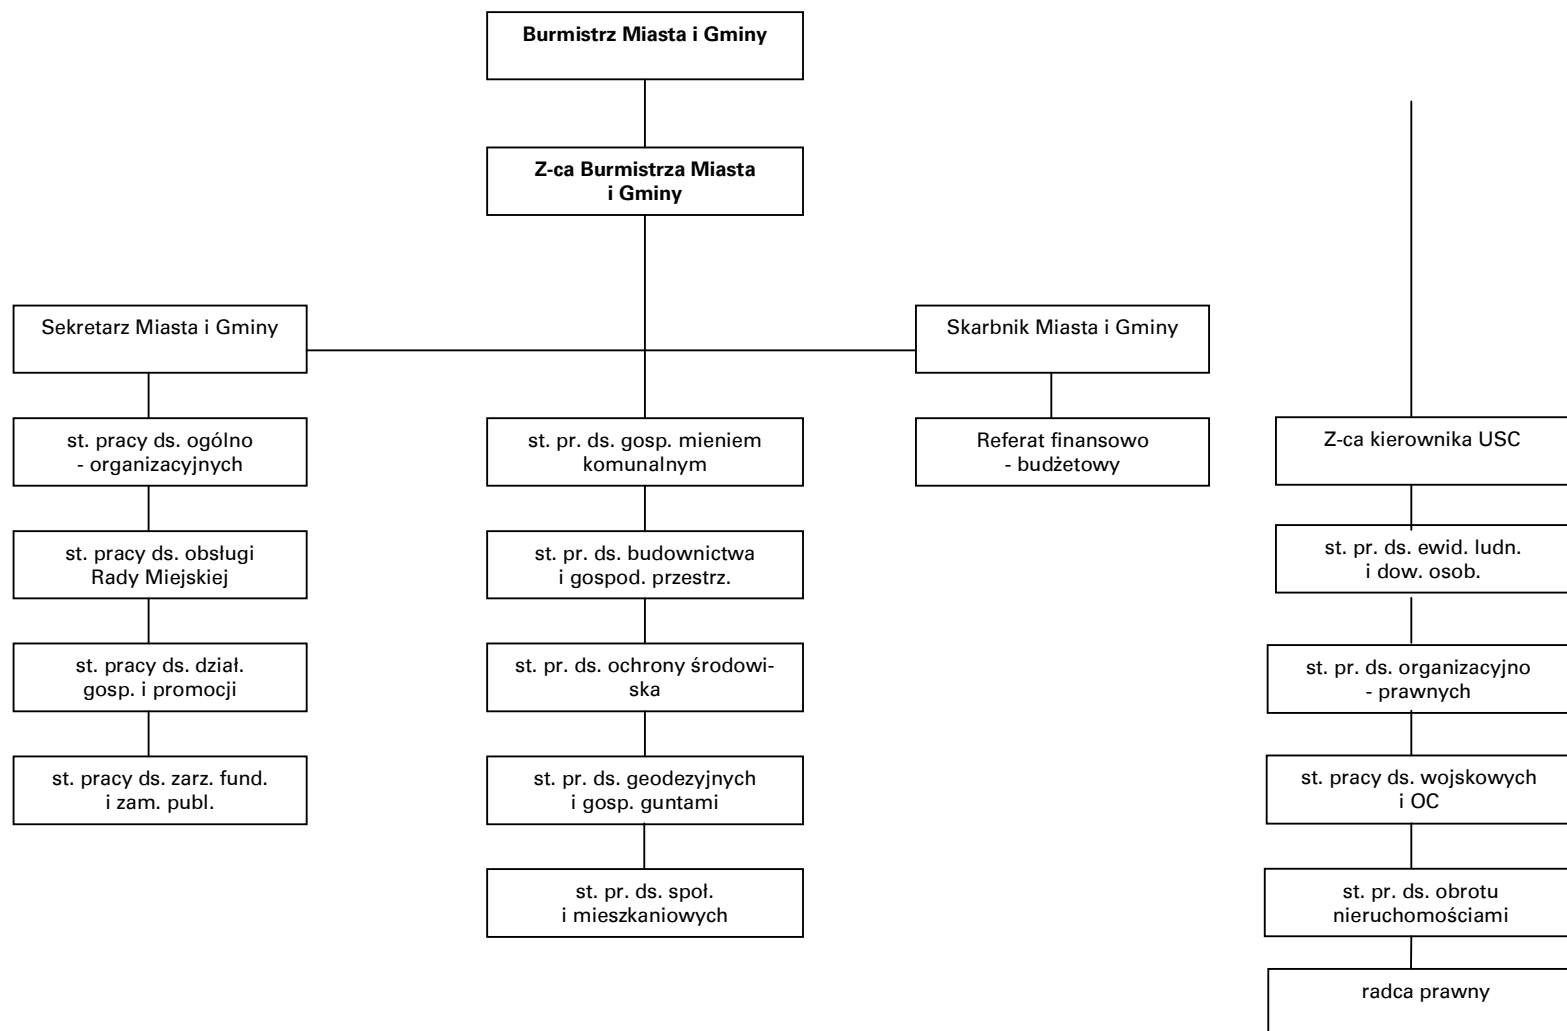 Burmistrz Miasta i Gminy
Z-ca Burmistrza Miasta
i Gminy
Sekretarz Miasta i Gminy
Skarbnik Miasta i Gminy
st. pracy ds. ogólno
- organizacyjnych
st. pr. ds. gosp. mieniem
komunalnym
Referat finansowo
- budżetowy
Z-ca kierownika USC
st. pracy ds. obsługi
Rady Miejskiej
st. pr. ds. budownictwa
i gospod. przestrz.
st. pr. ds. ewid. ludn.
i dow. osob.
st. pracy ds. dział.
gosp. i promocji
st. pr. ds. ochrony środowi-
ska
st. pr. ds. organizacyjno
- prawnych
st. pracy ds. zarz. fund.
i zam. publ.
st. pr. ds. geodezyjnych
i gosp. guntami
st. pracy ds. wojskowych
i OC
st. pr. ds. społ.
i mieszkaniowych
st. pr. ds. obrotu
nieruchomościami
radca prawny